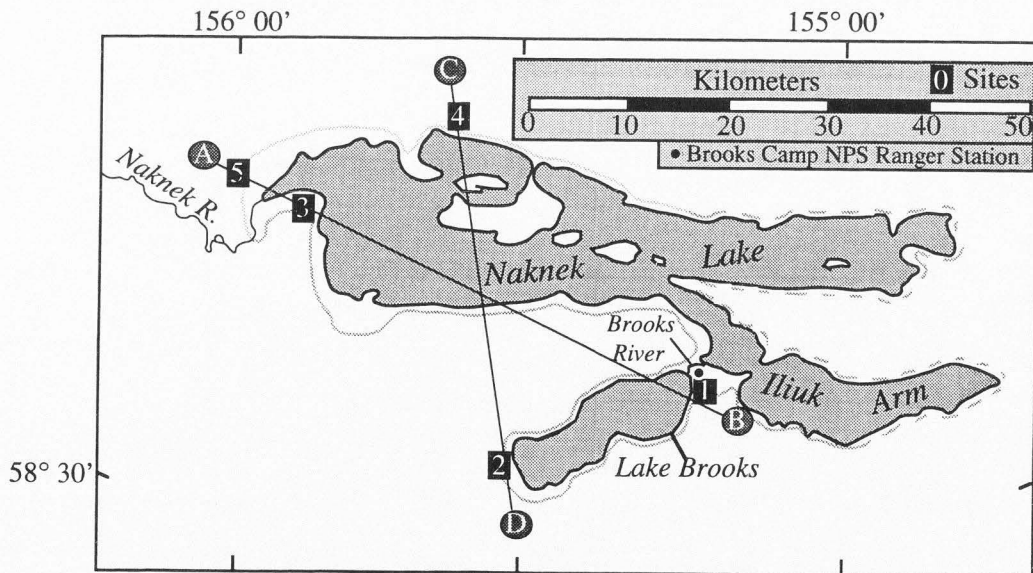 156° 00'
155° 00'
C
Kilometers 0 Sites
4
0 10 20 30 40 50
A
• Brooks Camp NPS Ranger Station
5
Naknek R.
3
Naknek Lake
Brooks
River
1
Iliuk Arm
B
2
Lake Brooks
58° 30'
D